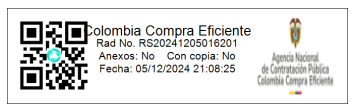 Colombia Compra Eficiente
Rad No. RS20241205016201
Anexos: No Con copia: No
Fecha: 05/12/2024 21:08:25
Agencia Nacional
de Contratación Pública
Colombia Compra Eficiente